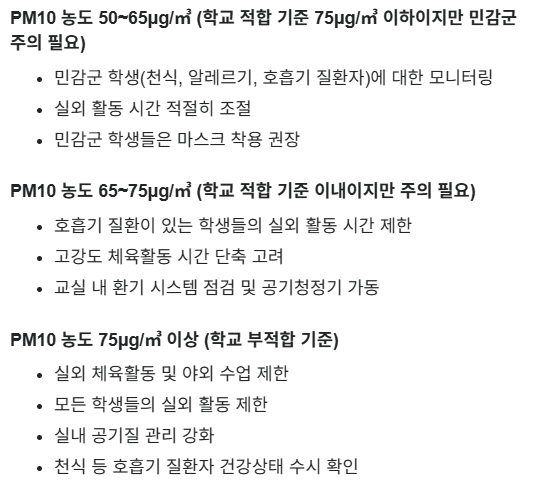 PM10 농도 50~65µg/㎥ (학교 적합 기준 75µg/㎥ 이하이지만 민감군
주의 필요)
• 민감군 학생(천식, 알레르기, 호흡기 질환자)에 대한 모니터링
• 실외 활동 시간 적절히 조절
• 민감군 학생들은 마스크 착용 권장
PM10 농도 65~75µg/㎥ (학교 적합 기준 이내이지만 주의 필요)
• 호흡기 질환이 있는 학생들의 실외 활동 시간 제한
• 고강도 체육활동 시간 단축 고려
• 교실 내 환기 시스템 점검 및 공기청정기 가동
PM10 농도 75µg/㎥ 이상 (학교 부적합 기준)
• 실외 체육활동 및 야외 수업 제한
• 모든 학생들의 실외 활동 제한
• 실내 공기질 관리 강화
• 천식 등 호흡기 질환자 건강상태 수시 확인